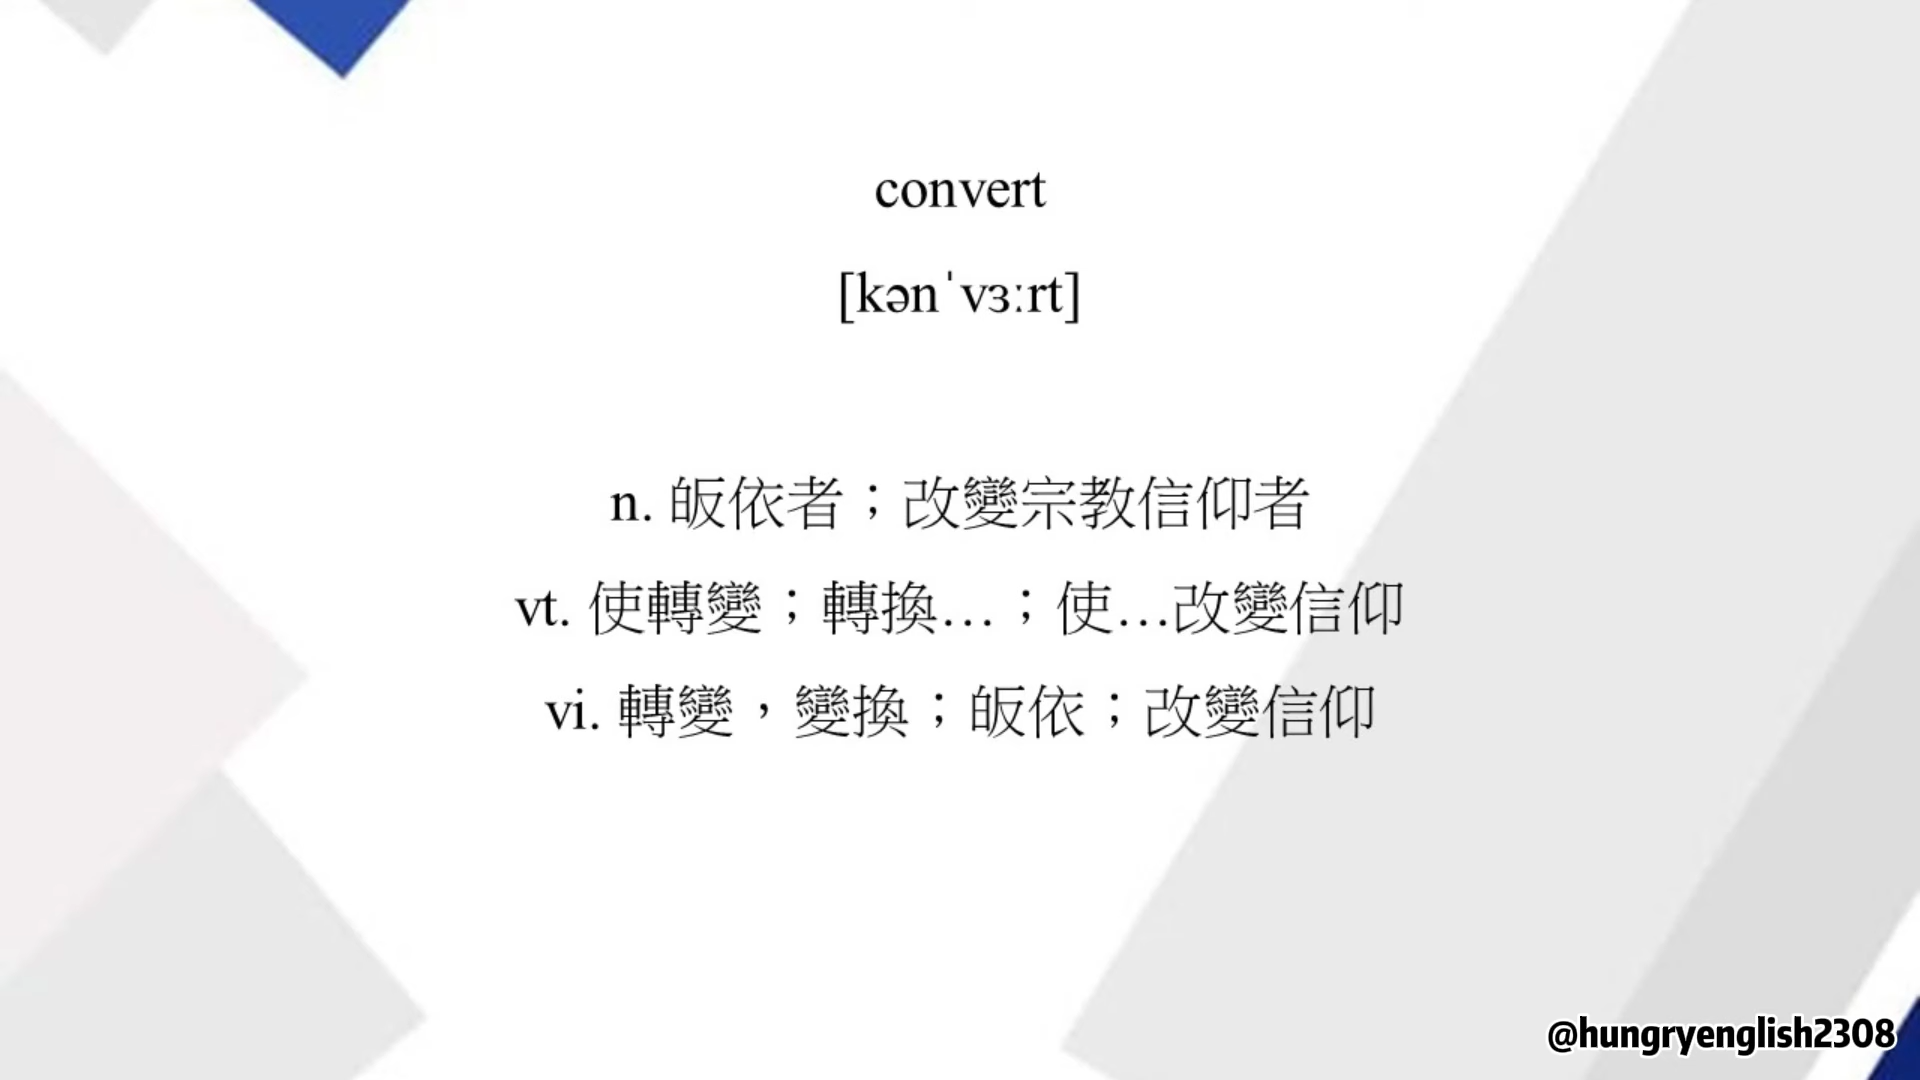 convert
[kənˈvɜːrt]
n. 皈依者；改變宗教信仰者
vt. 使轉變；轉換…；使…改變信仰
vi. 轉變，變換；皈依；改變信仰
@hungryenglish2308